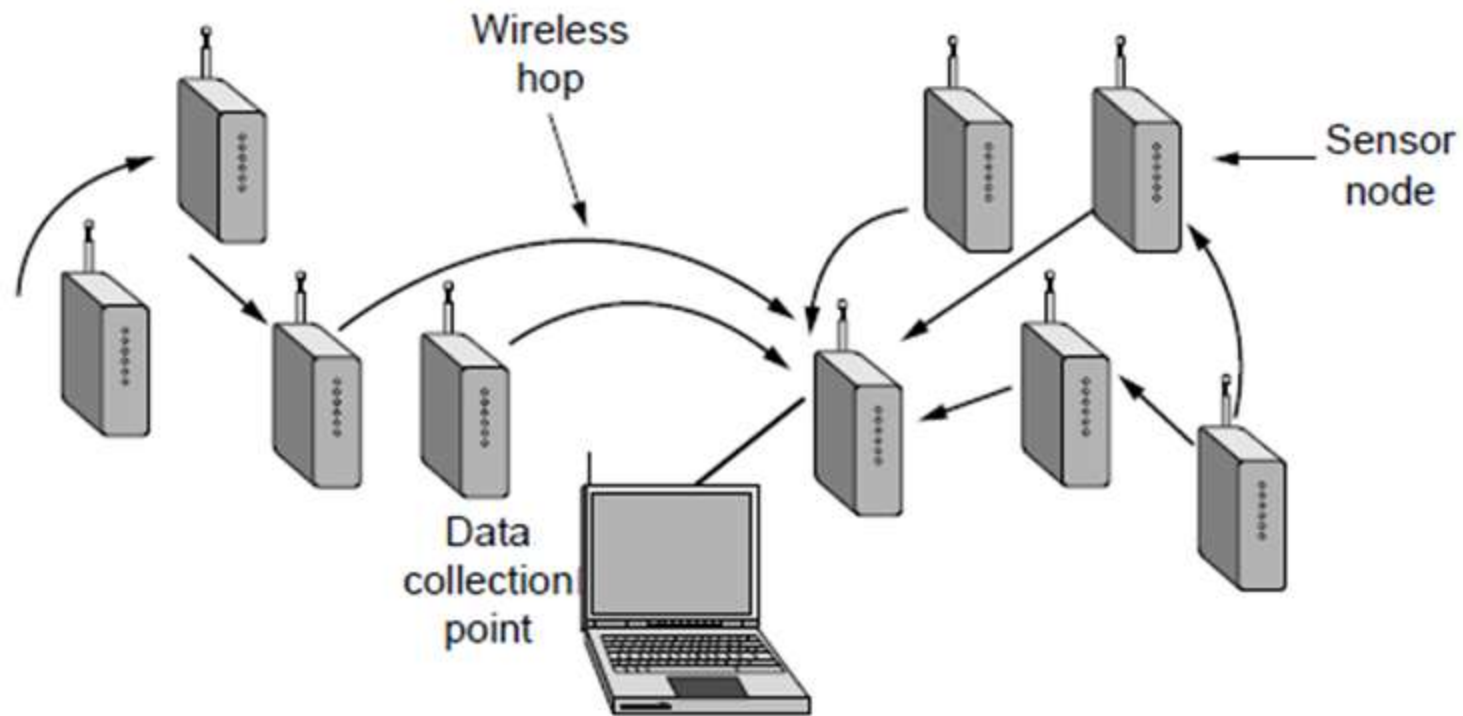 Wireless
hop
Sensor
node
Data
collection
point